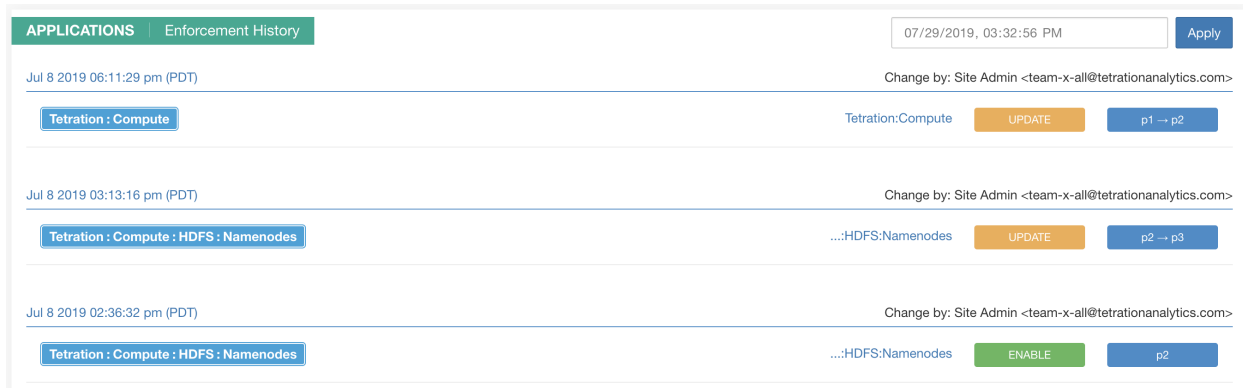 APPLICATIONS Enforcement History 07/29/2019, 03:32:56 PM Apply
Jul 8 2019 06:11:29 pm (PDT) Change by: Site Admin <team-x-all@tetrationanalytics.com>
Tetration : Compute Tetration:Compute UPDATE p1 → p2
Jul 8 2019 03:13:16 pm (PDT) Change by: Site Admin <team-x-all@tetrationanalytics.com>
Tetration : Compute : HDFS : Namenodes ...:HDFS:Namenodes UPDATE p2 → p3
Jul 8 2019 02:36:32 pm (PDT) Change by: Site Admin <team-x-all@tetrationanalytics.com>
Tetration : Compute : HDFS : Namenodes ...:HDFS:Namenodes ENABLE p2